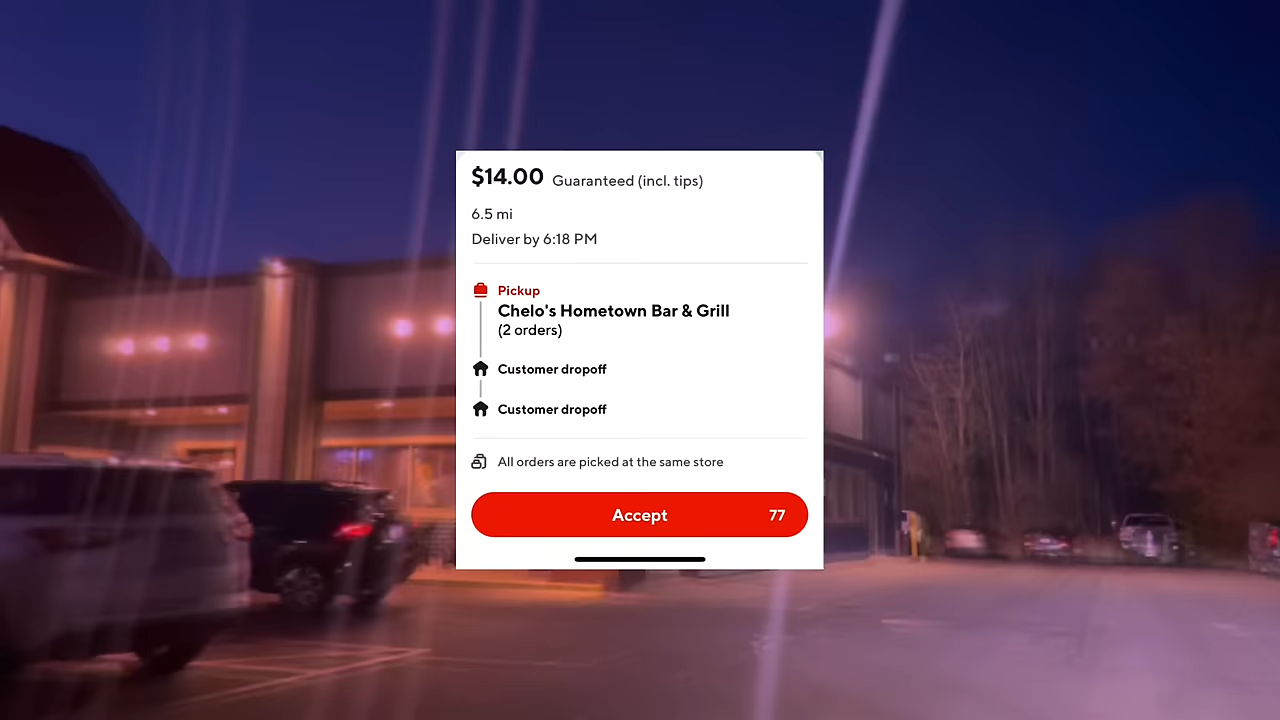 $14.00 Guaranteed (incl. tips)
6.5 mi
Deliver by 6:18 PM
Pickup
Chelo's Hometown Bar & Grill
(2 orders)
Customer dropoff
Customer dropoff
All orders are picked at the same store
Accept 77